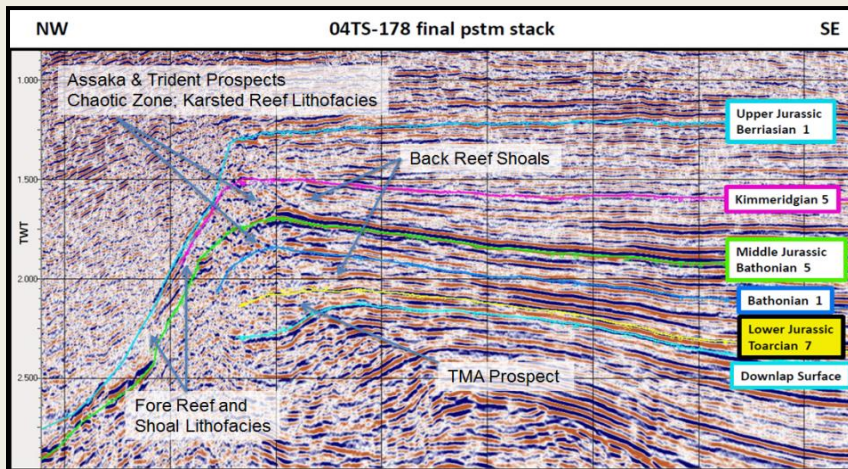 NW 04TS-178 final pstm stack SE
1.000
Assaka & Trident Prospects
Chaotic Zone; Karsted Reef Lithofacies
Upper Jurassic
Berriasian 1
Back Reef Shoals
1.500
Kimmeridgian 5
TWT
Middle Jurassic
Bathonian 5
2.000
Bathonian 1
Lower Jurassic
Toarcian 7
Downlap Surface
TMA Prospect
2.500
Fore Reef and
Shoal Lithofacies